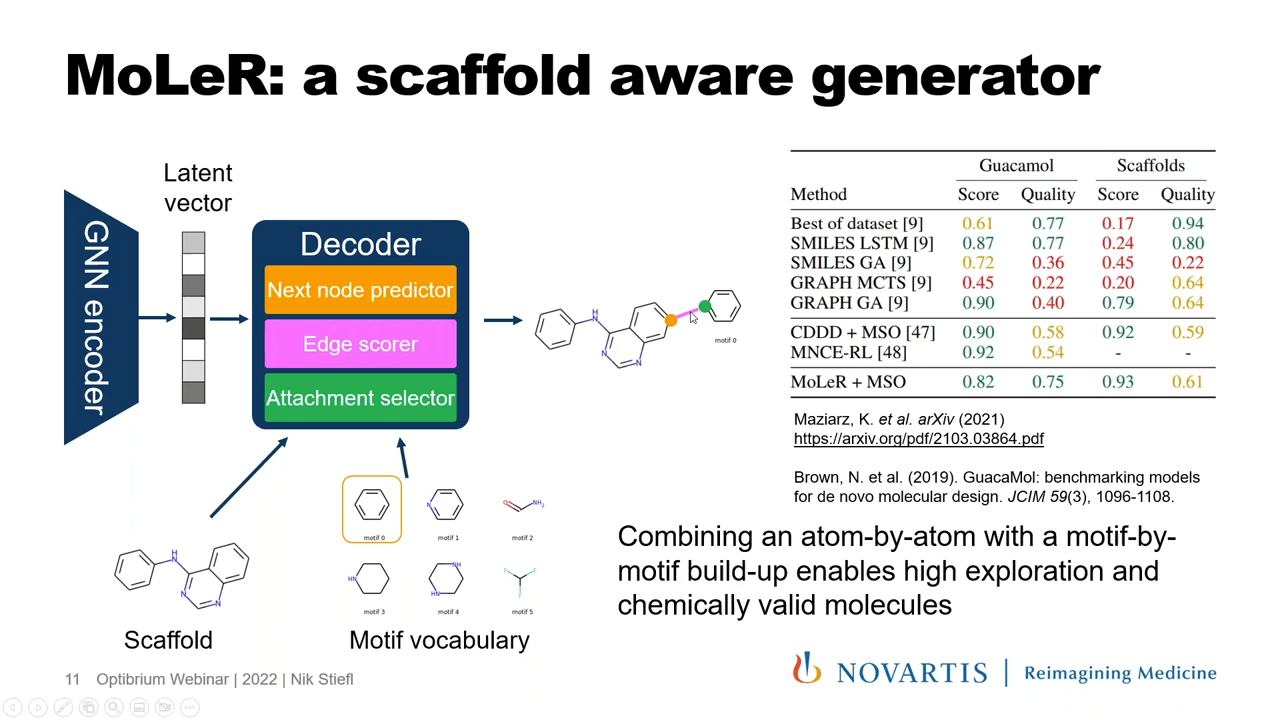 MoLeR: a scaffold aware generator
GNN encoder
Latent
vector
Decoder
Next node predictor
Edge scorer
Attachment selector
H
N
N
N
motif 0
Guacamol Scaffolds
Method Score Quality Score Quality
Best of dataset [9] 0.61 0.77 0.17 0.94
SMILES LSTM [9] 0.87 0.77 0.24 0.80
SMILES GA [9] 0.72 0.36 0.45 0.22
GRAPH MCTS [9] 0.45 0.22 0.20 0.64
GRAPH GA [9] 0.90 0.40 0.79 0.64
CDDD + MSO [47] 0.90 0.58 0.92 0.59
MNCE-RL [48] 0.92 0.54 - -
MoLeR + MSO 0.82 0.75 0.93 0.61
Maziarz, K. et al. arXiv (2021)
https://arxiv.org/pdf/2103.03864.pdf
Brown, N. et al. (2019). GuacaMol: benchmarking models
for de novo molecular design. JCIM 59(3), 1096-1108.
H
N
N
N
Scaffold
N
O NH2
motif 0 motif 1 motif 2
HN
NH
HN
F F
F
motif 3 motif 4 motif 5
Motif vocabulary
Combining an atom-by-atom with a motif-by-
motif build-up enables high exploration and
chemically valid molecules
11 Optibrium Webinar | 2022 | Nik Stiefl
NOVARTIS | Reimagining Medicine